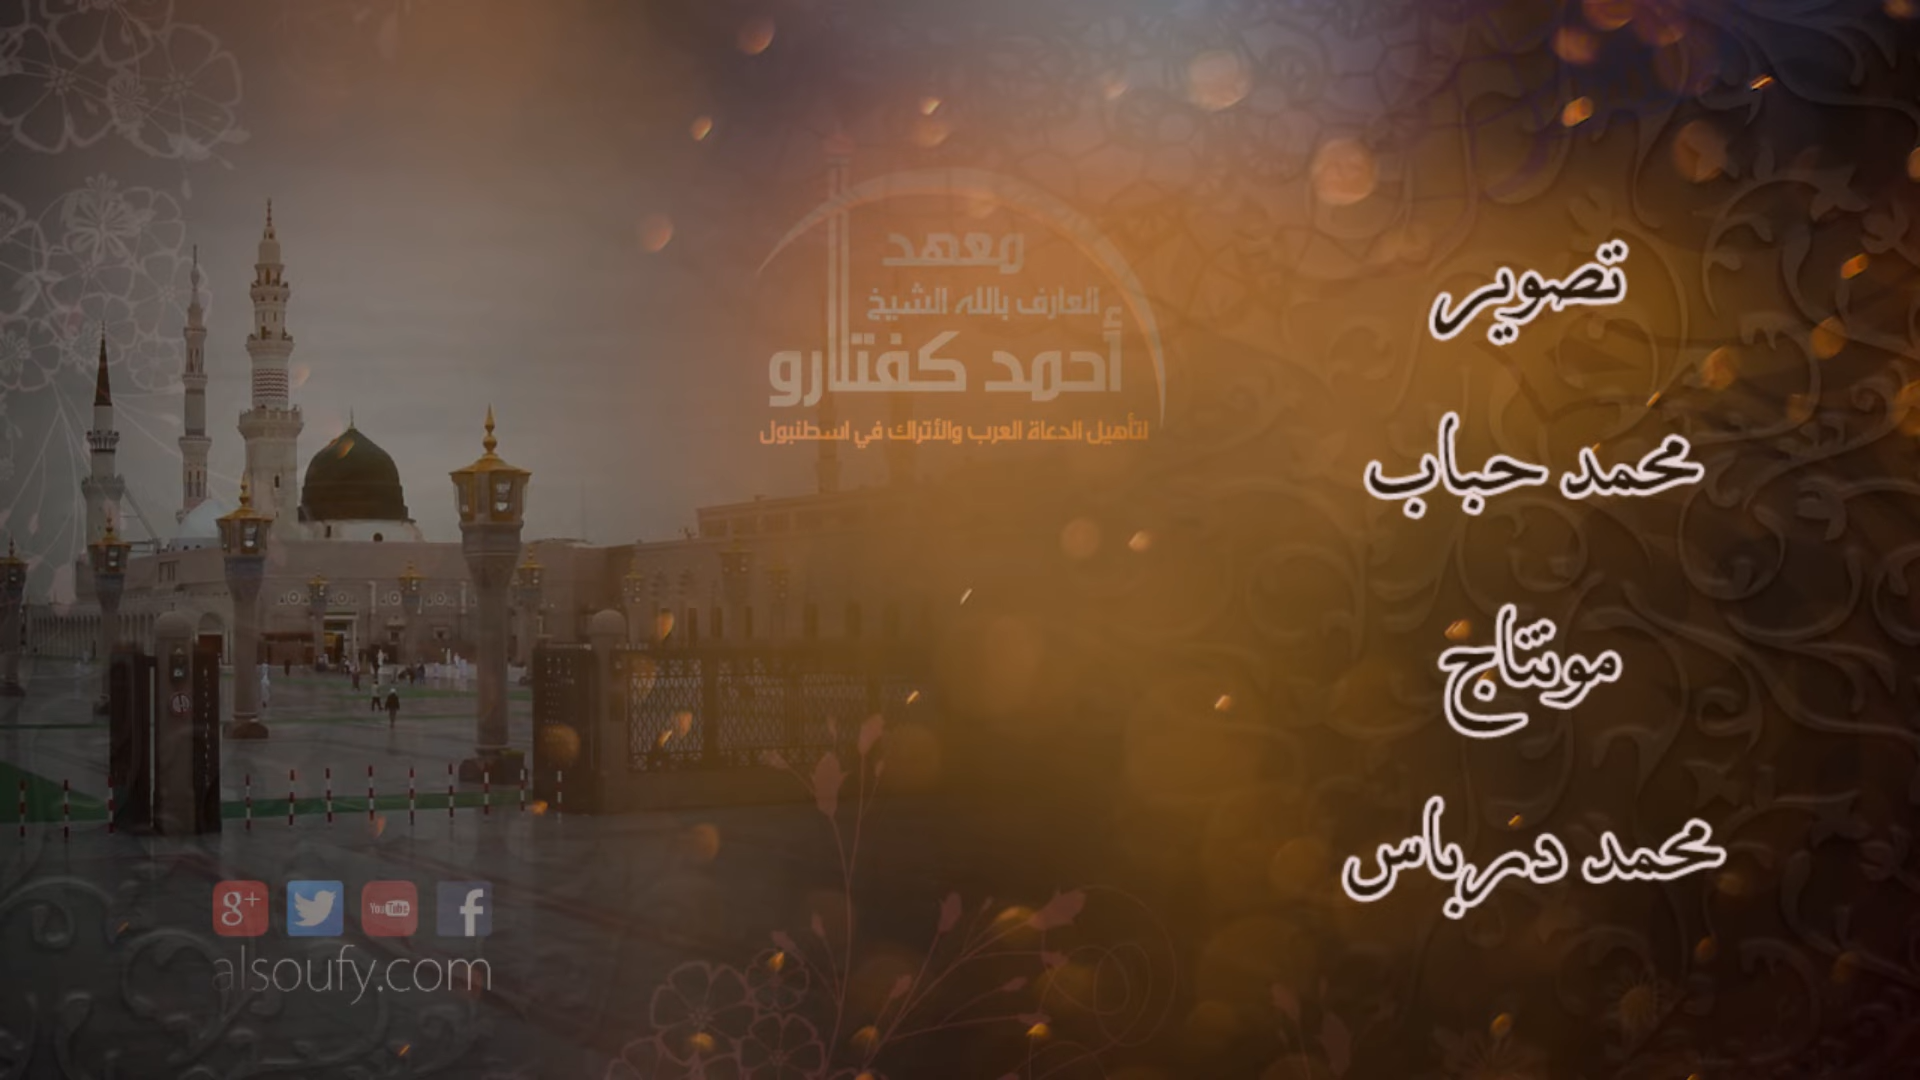 معهد
العارف بالله الشيخ
أحمد كفتارو
لتأهيل الدعاة العرب والأتراك في اسطنبول
تصوير
محمد حباب
مونتاج
محمد درباس
g+ YouTube f
alsoufy.com